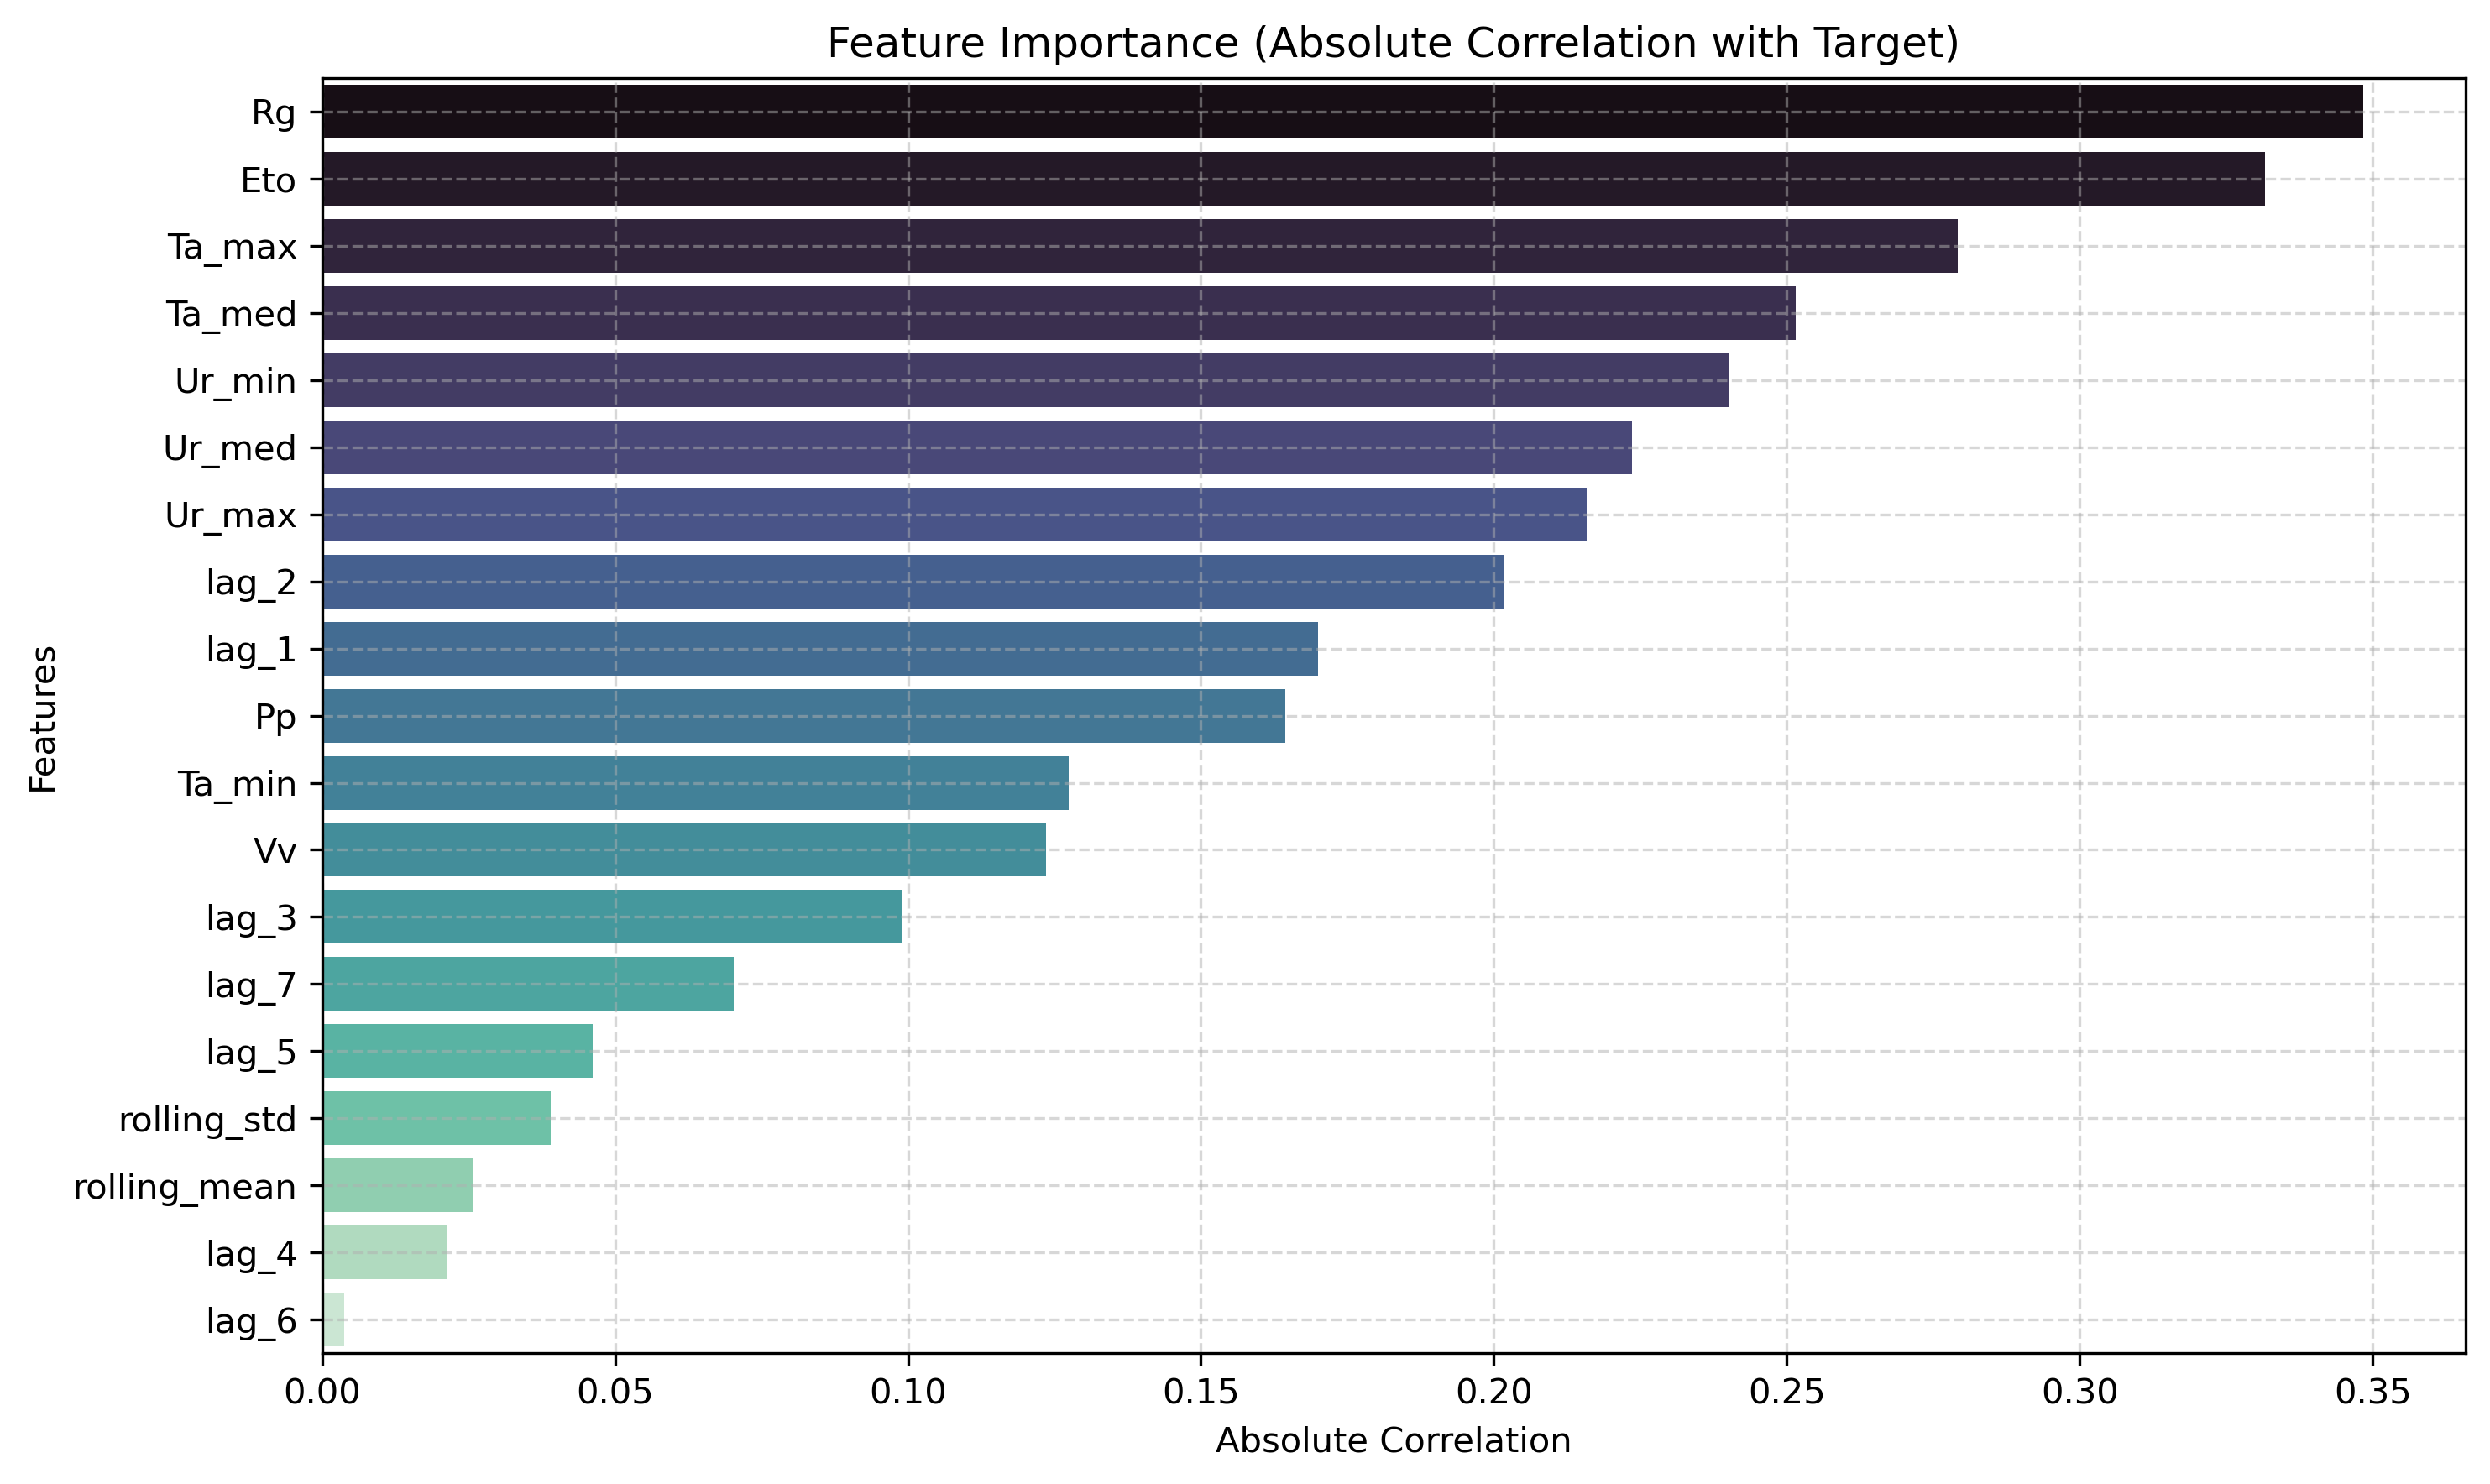 Feature Importance (Absolute Correlation with Target)
Features
Rg
Eto
Ta_max
Ta_med
Ur_min
Ur_med
Ur_max
lag_2
lag_1
Pp
Ta_min
Vv
lag_3
lag_7
lag_5
rolling_std
rolling_mean
lag_4
lag_6
0.00 0.05 0.10 0.15 0.20 0.25 0.30 0.35
Absolute Correlation